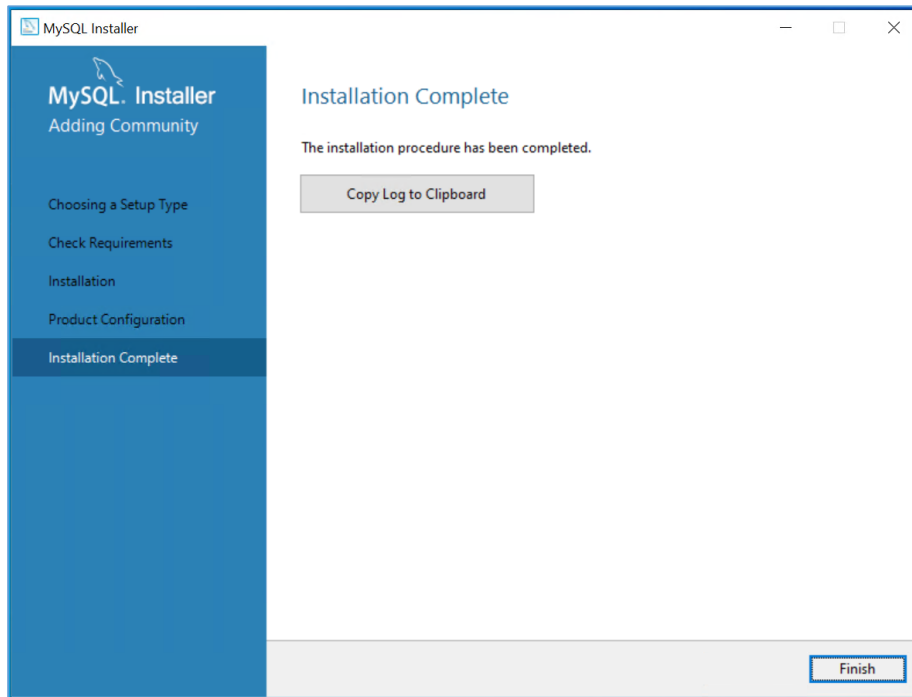 MySQL Installer
MySQL. Installer
Adding Community
Choosing a Setup Type
Check Requirements
Installation
Product Configuration
Installation Complete
Installation Complete
The installation procedure has been completed.
Copy Log to Clipboard
Finish